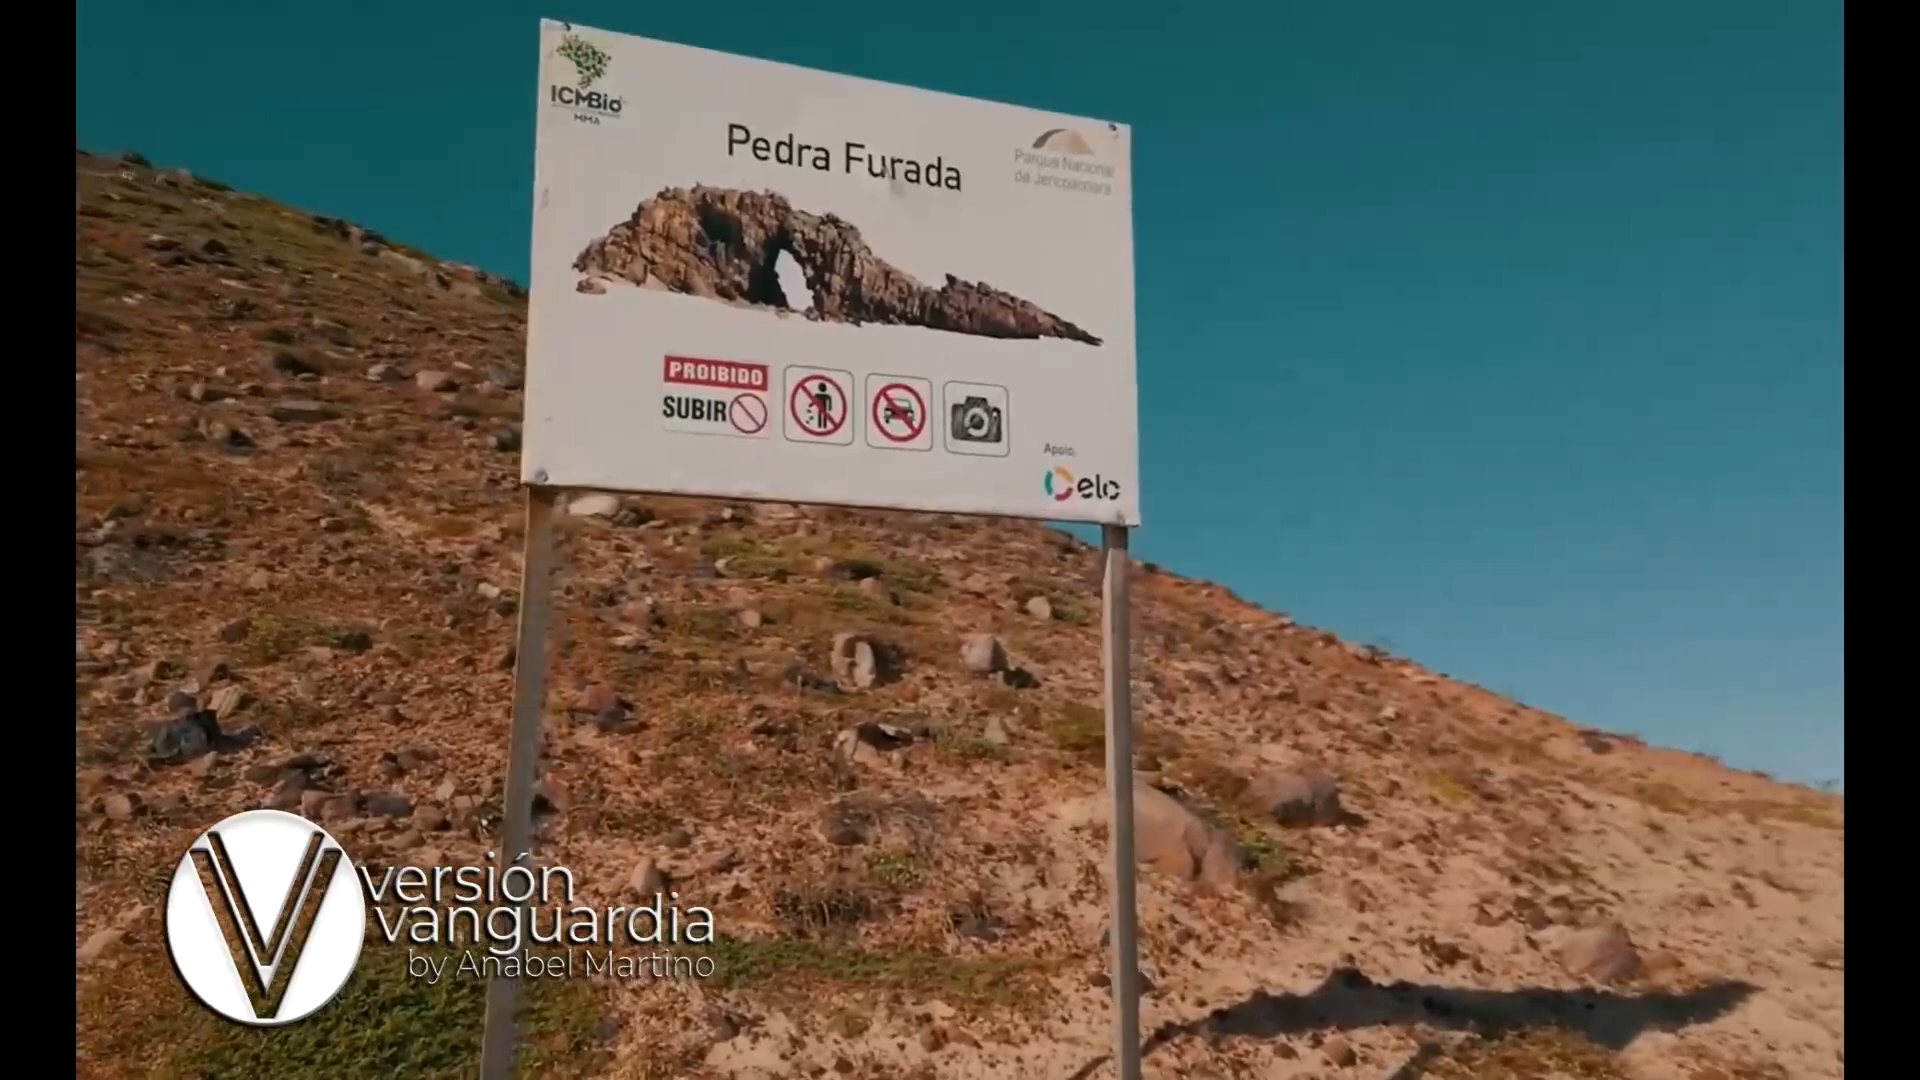 ICMBio
MMA
Pedra Furada
Parque Nacional
de Jericoacoara
PROIBIDO
SUBIR
Apoio
elo
versión
vanguardia
by Anabel Martino